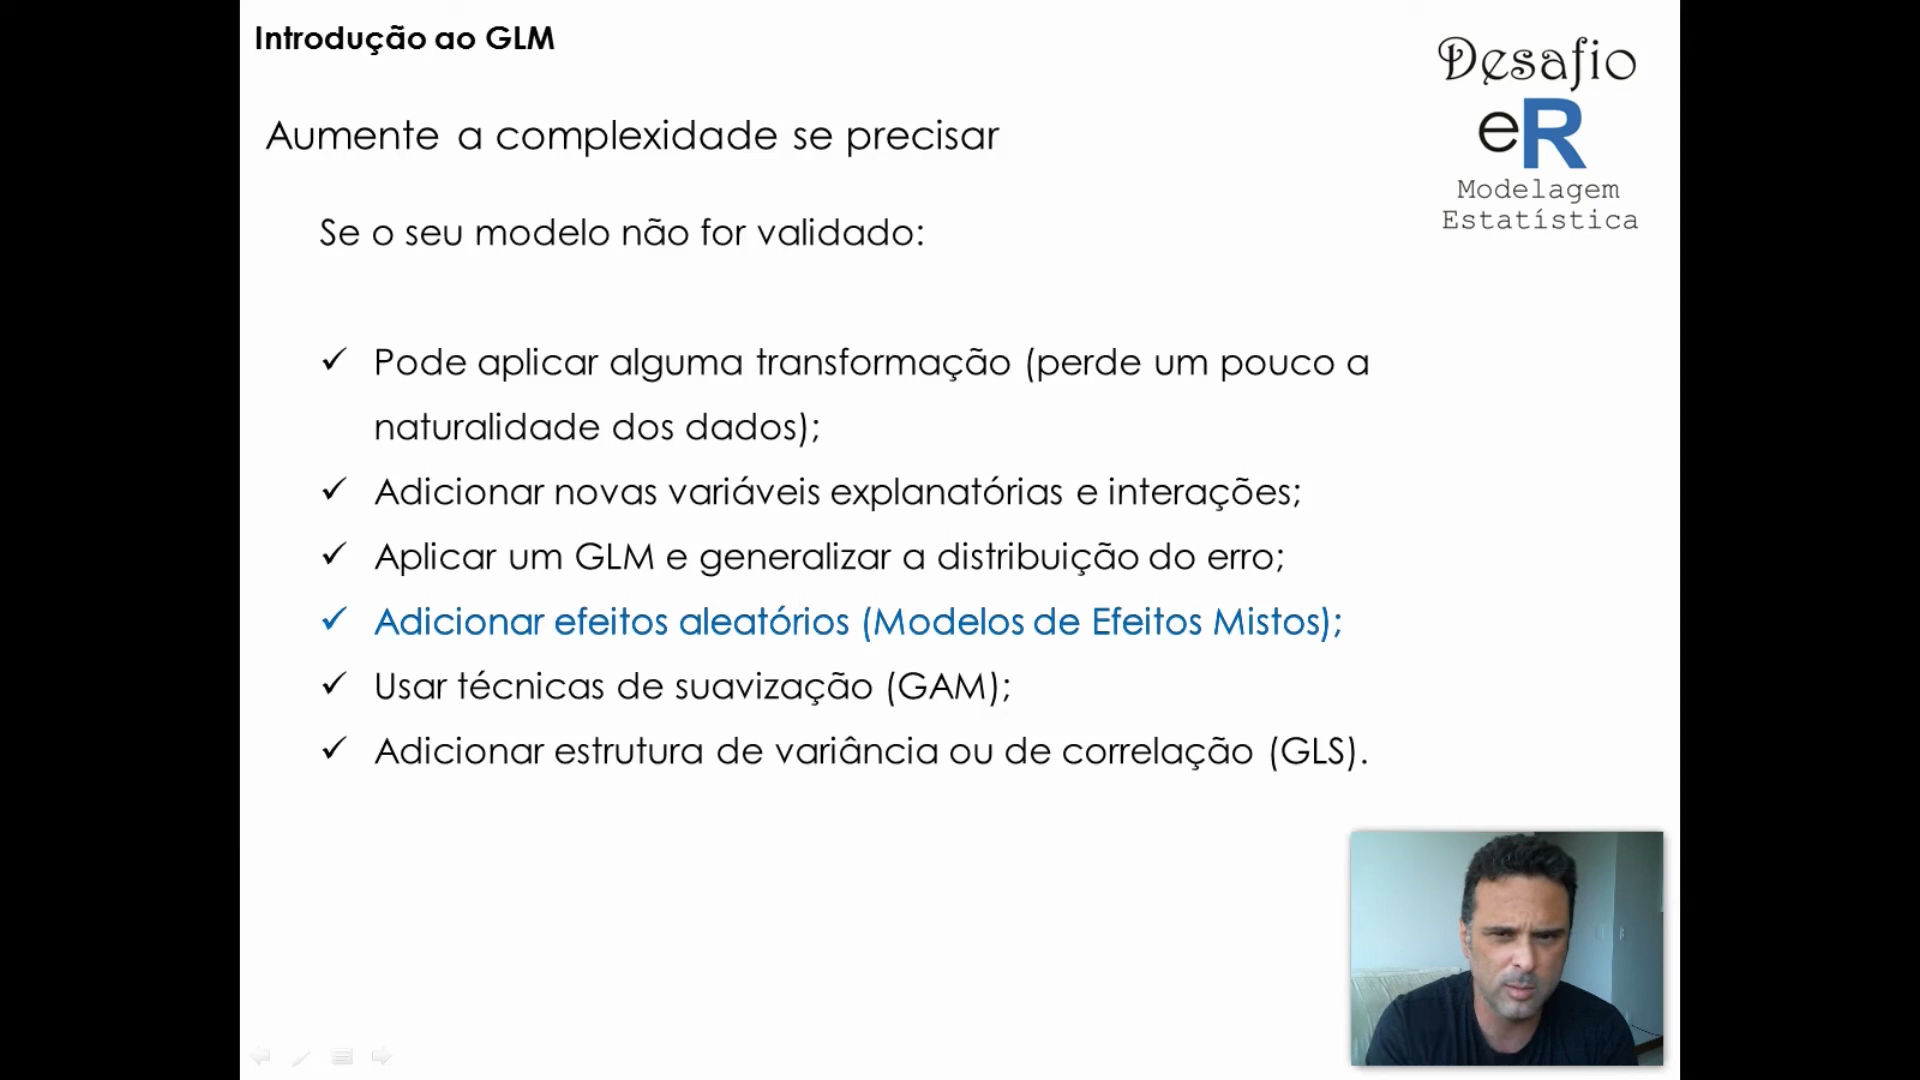 Introdução ao GLM
Desafio
eR
Modelagem
Estatística
Aumente a complexidade se precisar
Se o seu modelo não for validado:
✓ Pode aplicar alguma transformação (perde um pouco a
naturalidade dos dados);
✓ Adicionar novas variáveis explanatórias e interações;
✓ Aplicar um GLM e generalizar a distribuição do erro;
✓ Adicionar efeitos aleatórios (Modelos de Efeitos Mistos);
✓ Usar técnicas de suavização (GAM);
✓ Adicionar estrutura de variância ou de correlação (GLS).